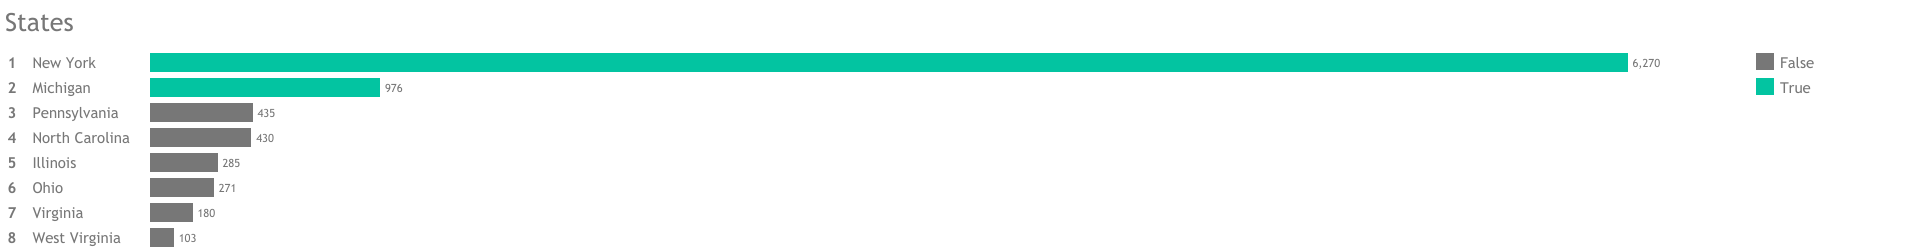 States
1 New York 6,270 False
2 Michigan 976 True
3 Pennsylvania 435
4 North Carolina 430
5 Illinois 285
6 Ohio 271
7 Virginia 180
8 West Virginia 103